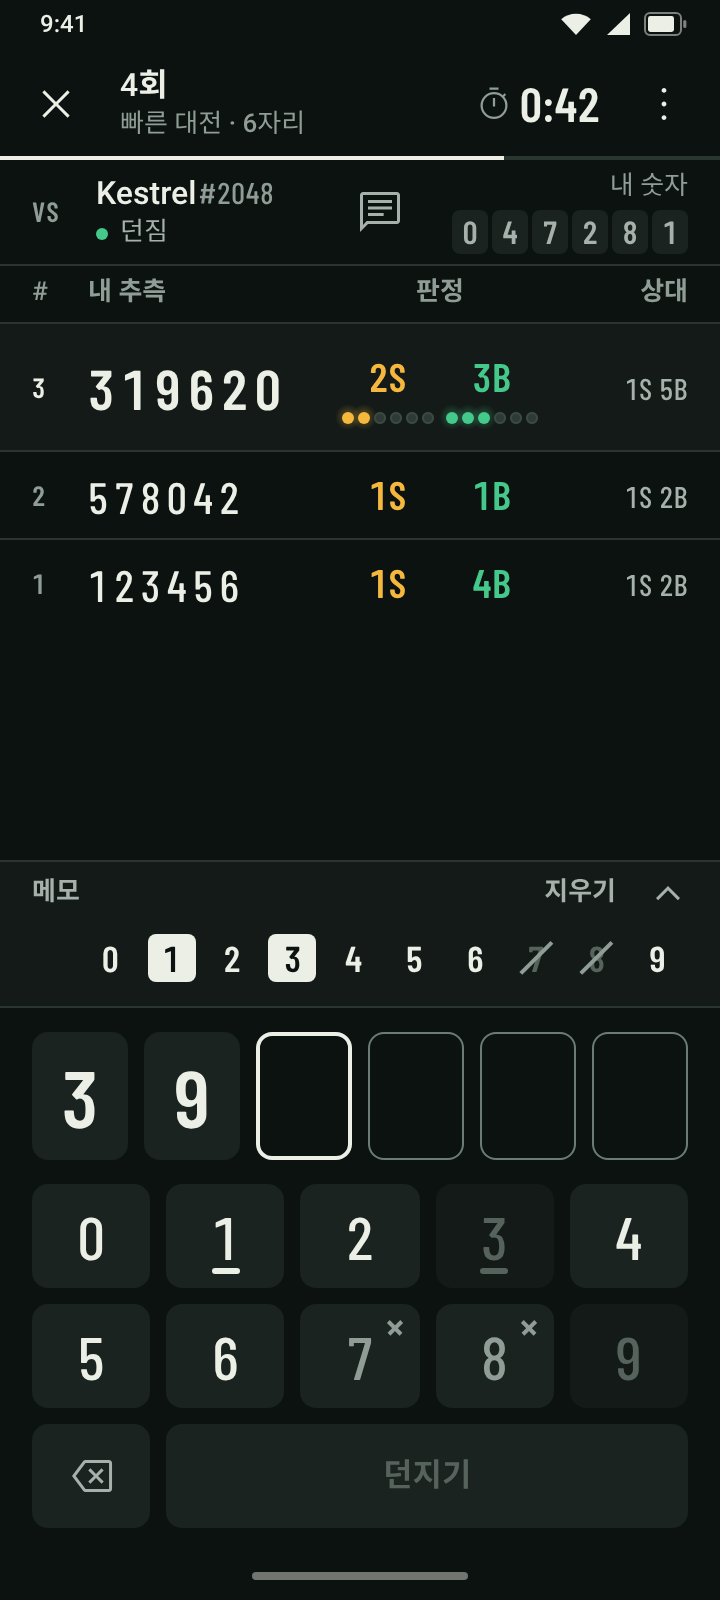 9:41
4회
빠른 대전 · 6자리
0:42
VS
Kestrel#2048
던짐
내 숫자
0 4 7 2 8 1
# 내 추측 판정 상대
3 319620 2S 3B 1S 5B
2 578042 1S 1B 1S 2B
1 123456 1S 4B 1S 2B
메모 지우기
0 1 2 3 4 5 6 7 8 9
3 9
0 1 2 3 4
5 6 7 8 9
던지기